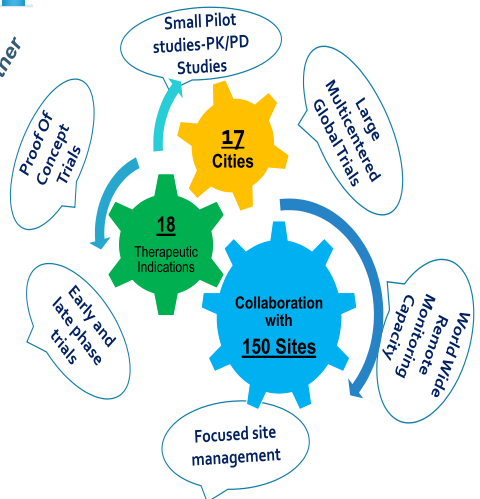 Small Pilot
studies-PK/PD
Studies
Proof Of
Concept
Trials
17
Cities
Large
Multicentered
Global Trials
18
Therapeutic
Indications
Collaboration
with
150 Sites
Early and
late phase
trials
World Wide
Remote
Monitoring
Capacity
Focused site
management